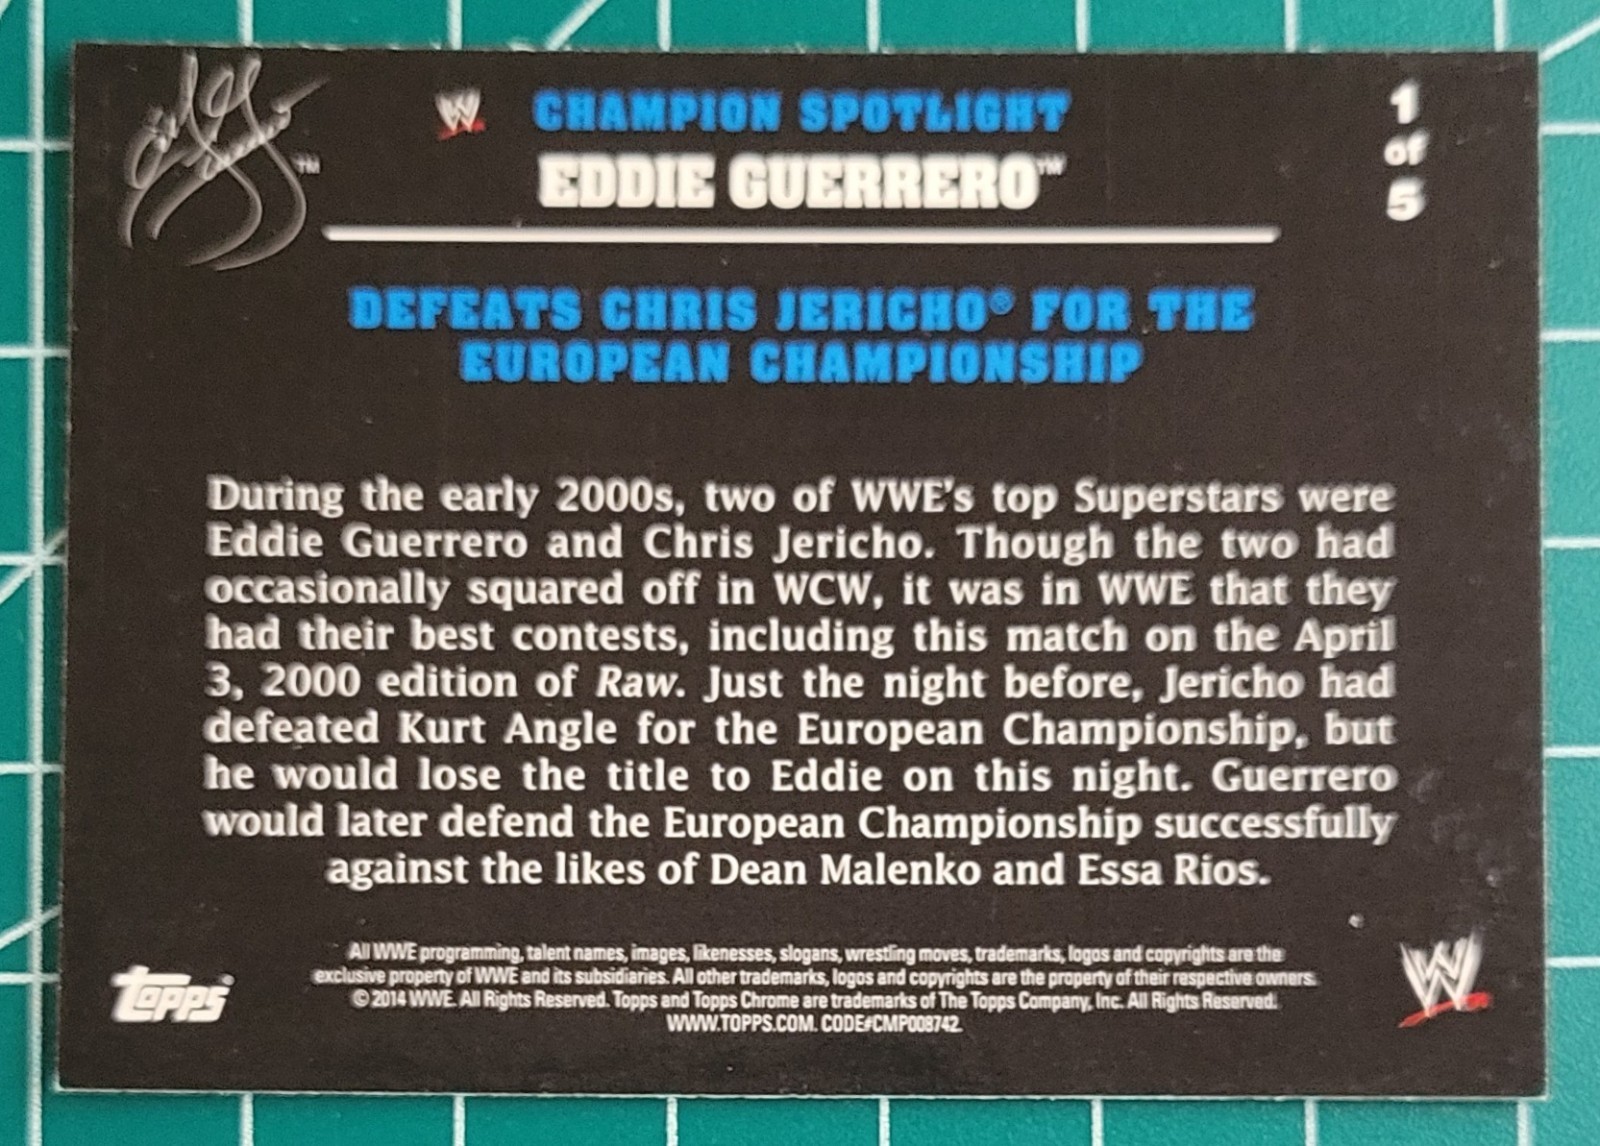 CHAMPION SPOTLIGHT
EDDIE GUERRERO™
1
of
5
™
DEFEATS CHRIS JERICHO® FOR THE
EUROPEAN CHAMPIONSHIP
During the early 2000s, two of WWE's top Superstars were
Eddie Guerrero and Chris Jericho. Though the two had
occasionally squared off in WCW, it was in WWE that they
had their best contests, including this match on the April
3, 2000 edition of Raw. Just the night before, Jericho had
defeated Kurt Angle for the European Championship, but
he would lose the title to Eddie on this night. Guerrero
would later defend the European Championship successfully
against the likes of Dean Malenko and Essa Rios.
All WWE programming, talent names, images, likenesses, slogans, wrestling moves, trademarks, logos and copyrights are the
exclusive property of WWE and its subsidiaries. All other trademarks, logos and copyrights are the property of their respective owners.
© 2014 WWE. All Rights Reserved. Topps and Topps Chrome are trademarks of The Topps Company, Inc. All Rights Reserved.
WWW.TOPPS.COM. CODE#CMP008742
Topps
W